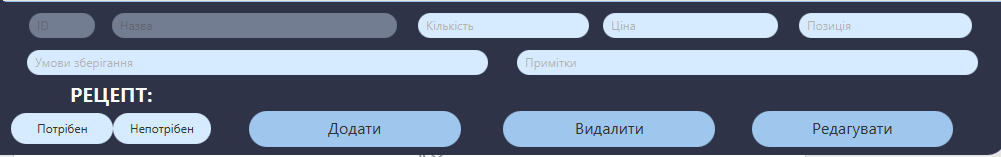 ID Назва Кількість Ціна Позиція
Умови зберігання Примітки
РЕЦЕПТ:
Потрібен Непотрібен Додати Видалити Редагувати